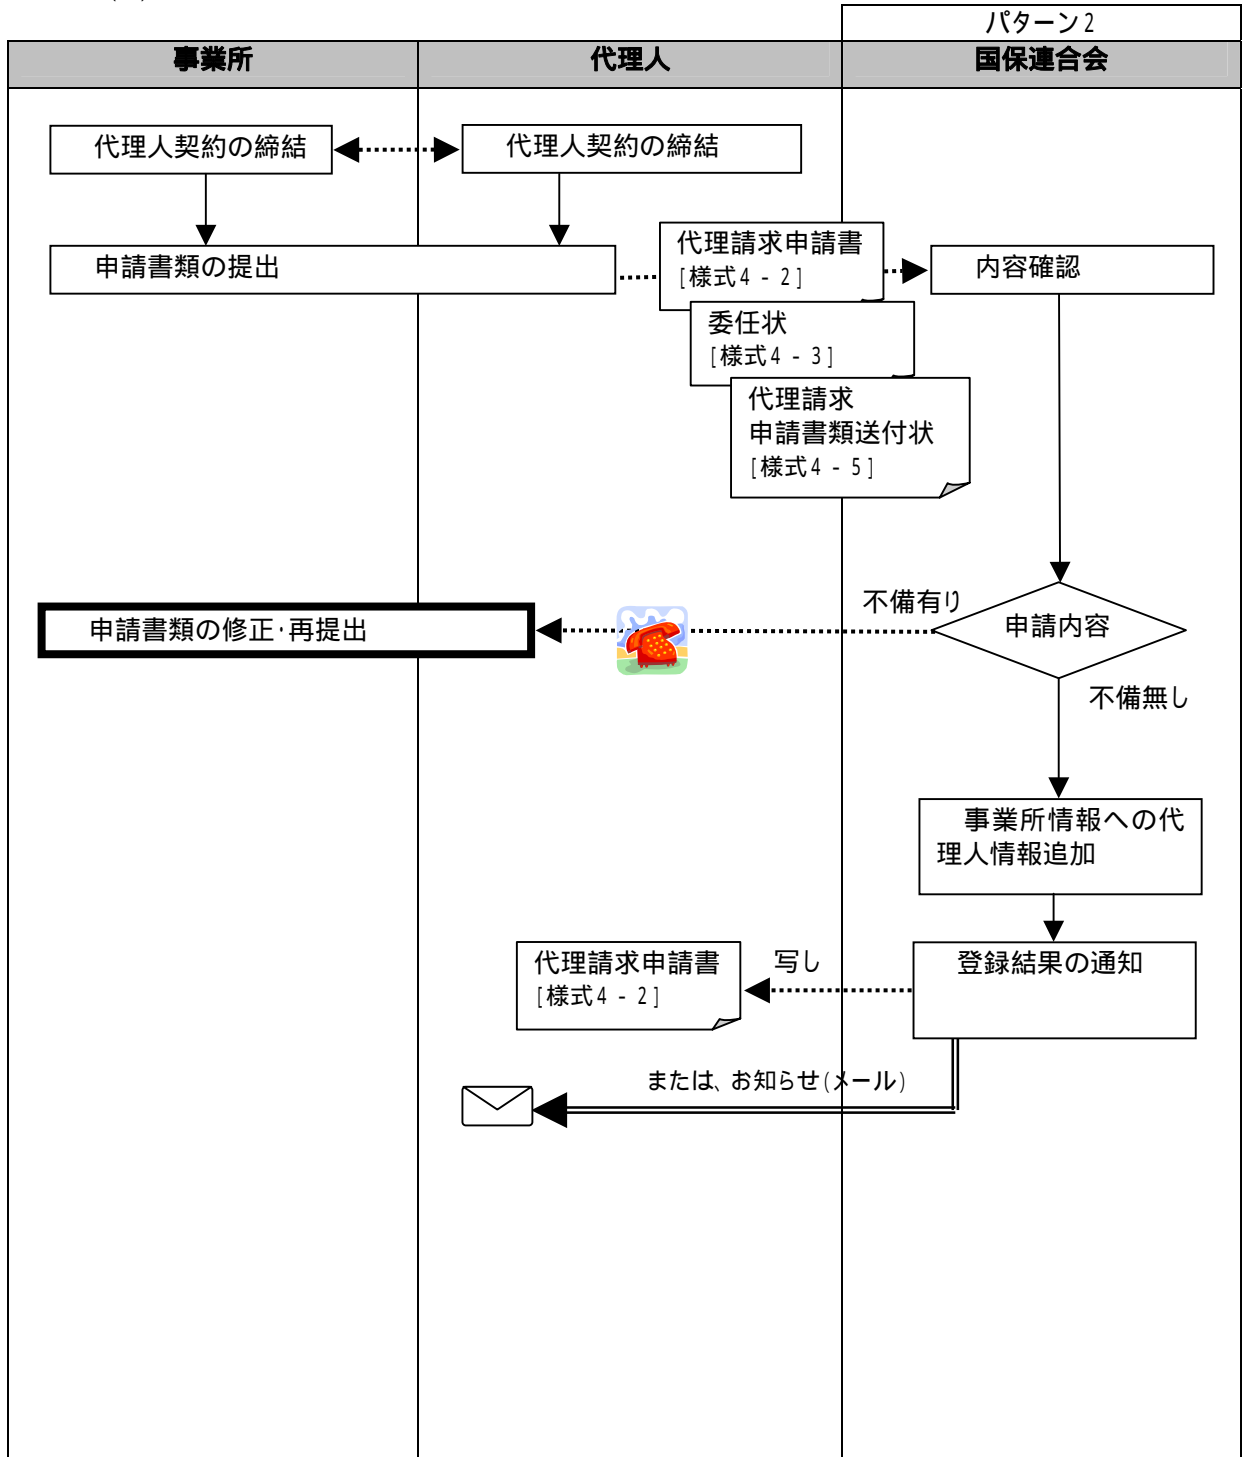 パターン2
事業所
代理人
国保連合会
代理人契約の締結
代理人契約の締結
申請書類の提出
代理請求申請書
[様式4－2]
委任状
[様式4－3]
代理請求
申請書類送付状
[様式4－5]
内容確認
不備有り
申請内容
申請書類の修正･再提出
不備無し
事業所情報への代
理人情報追加
代理請求申請書
[様式4－2]
写し
登録結果の通知
または、お知らせ(メール)